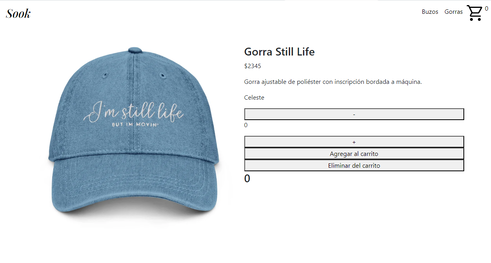 Sook
Buzos Gorras 0
I'm still life
BUT IM MOVIN'
Gorra Still Life
$2345
Gorra ajustable de poliéster con inscripción bordada a máquina.
Celeste
-
0
+
Agregar al carrito
Eliminar del carrito
0